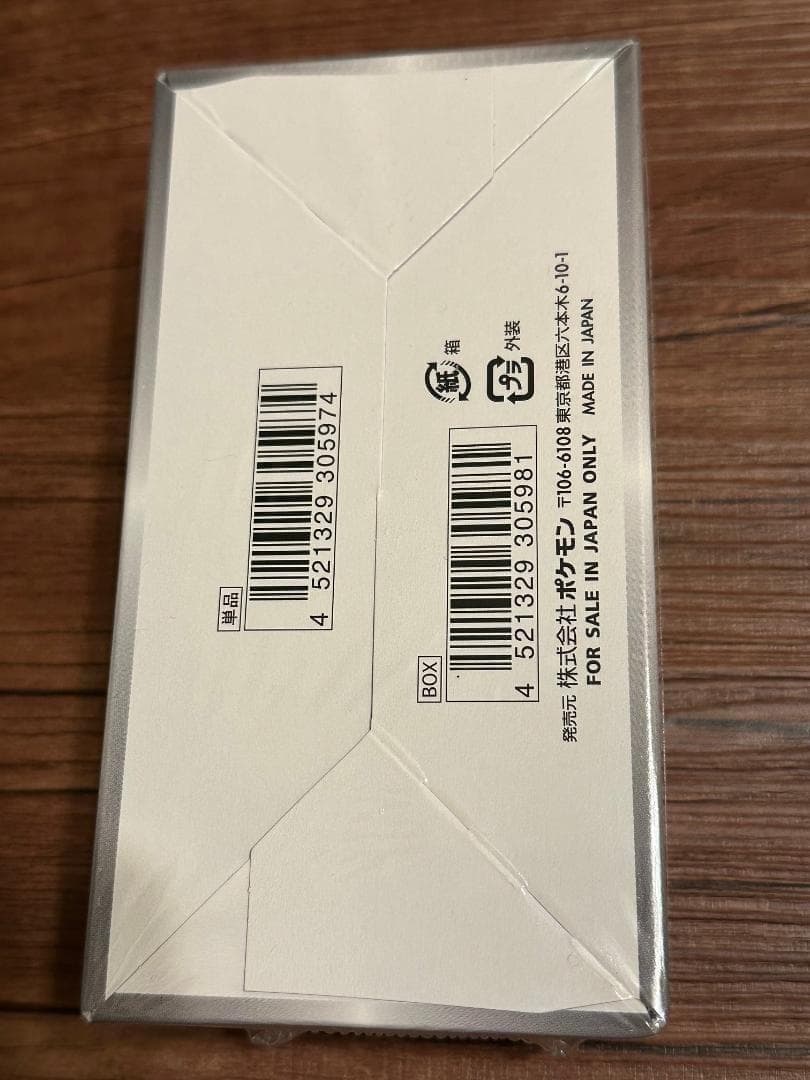 単品
4 521329 305974
BOX
4 521329 305981
紙 箱
プラ 外装
発売元 株式会社 ポケモン 〒106-6108 東京都港区六本木6-10-1
FOR SALE IN JAPAN ONLY MADE IN JAPAN